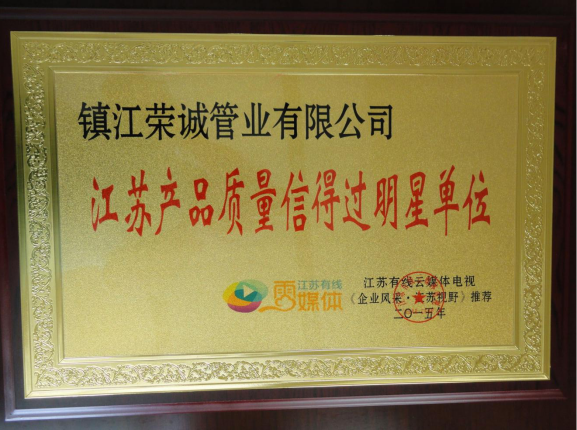 镇江荣诚管业有限公司
江苏产品质量信得过明星单位
江苏有线
云媒体
江苏有线云媒体电视
《企业风采·李苏视野》推荐
二〇一五年